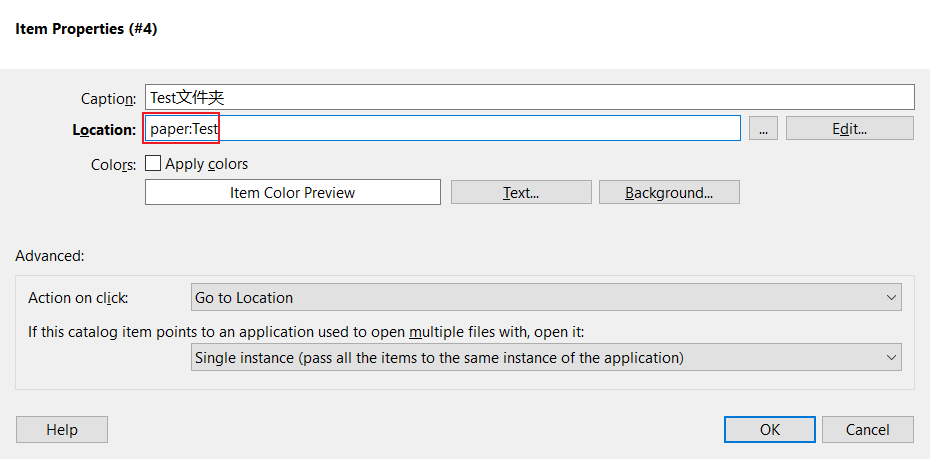 Item Properties (#4)
Caption: Test文件夹
Location: paper:Test ... Edit...
Colors: Apply colors
Item Color Preview Text... Background...
Advanced:
Action on click: Go to Location
If this catalog item points to an application used to open multiple files with, open it:
Single instance (pass all the items to the same instance of the application)
Help OK Cancel